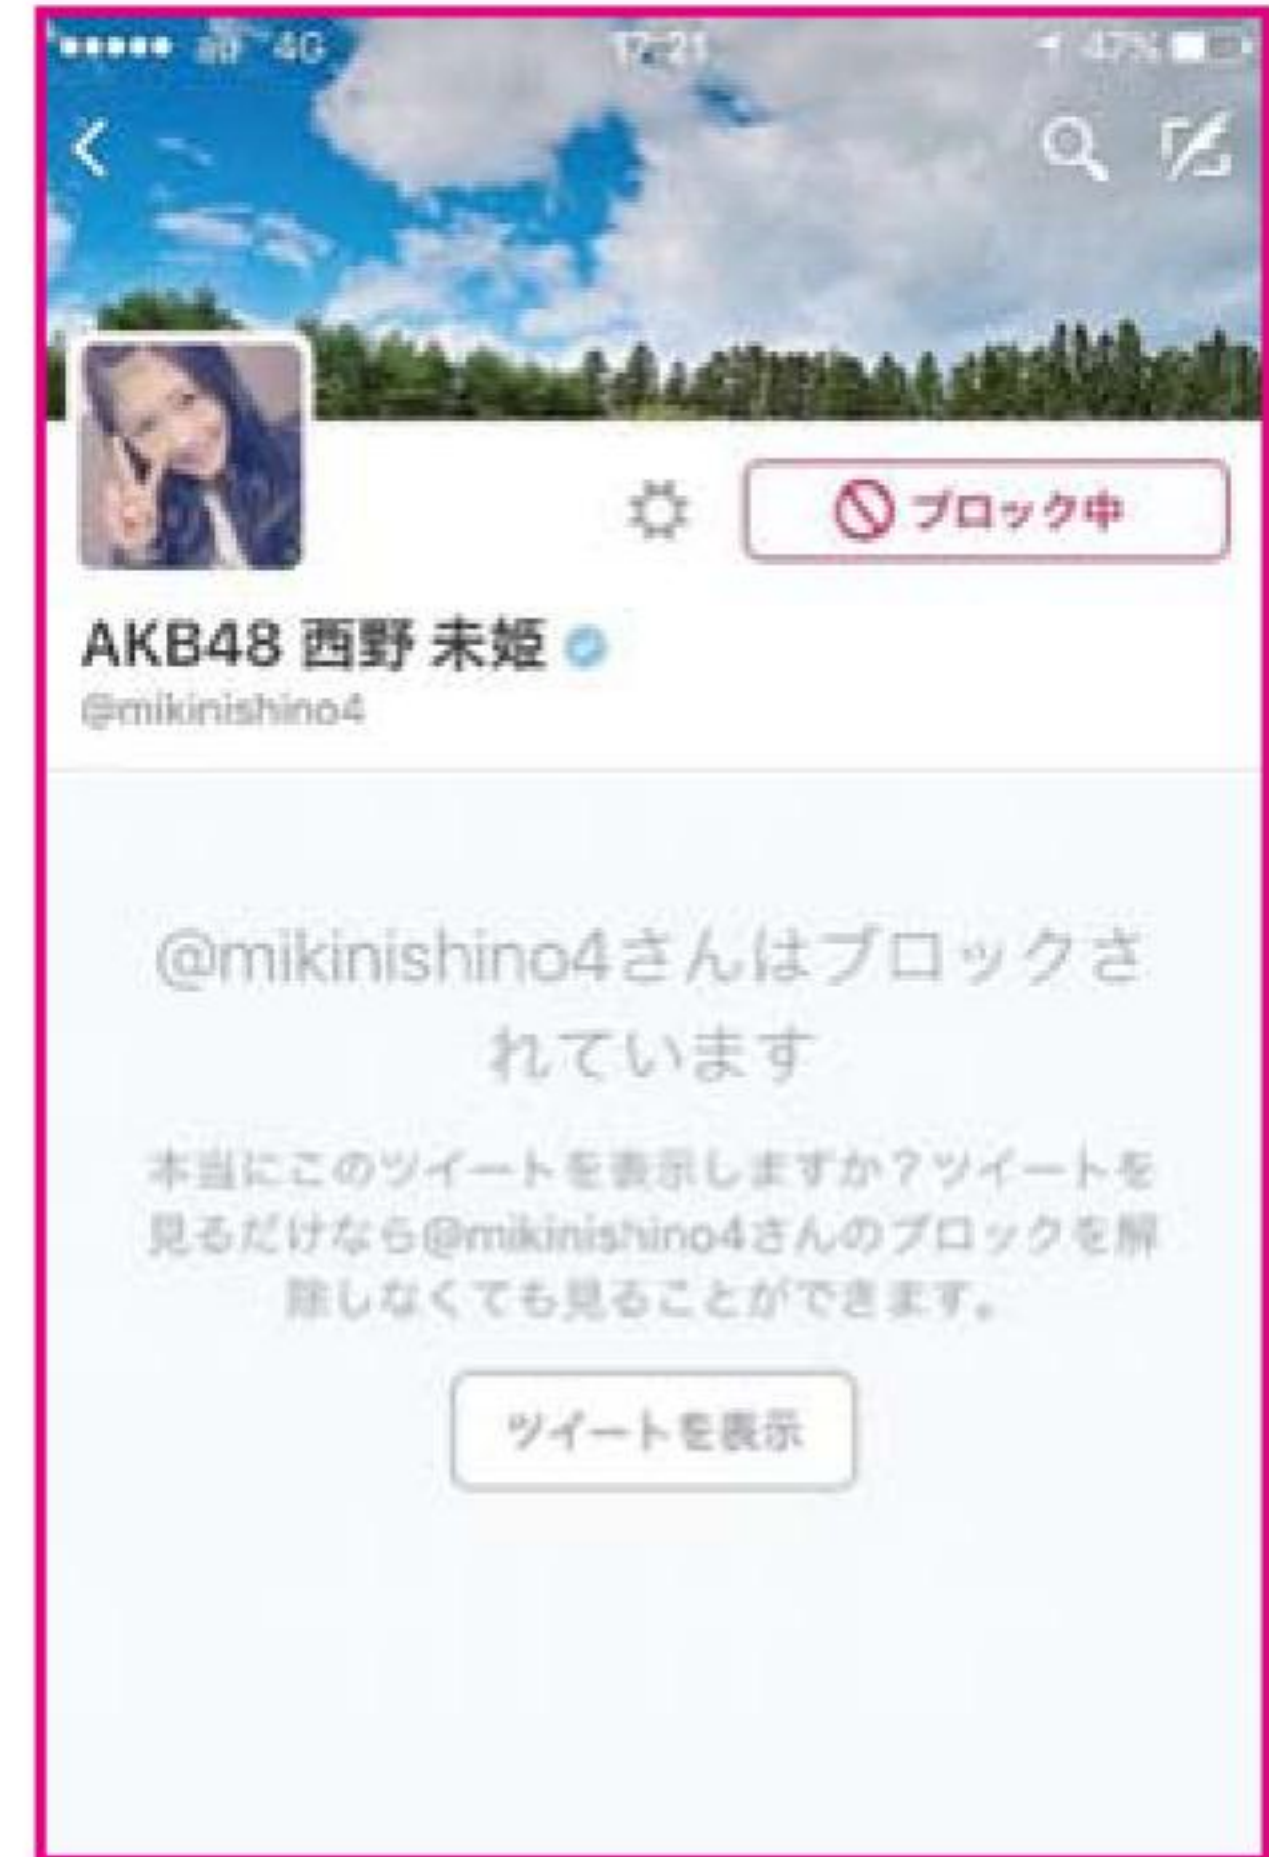 au 4G 12:21 47%
ブロック中
AKB48 西野 未姫
@mikinishino4
@mikinishino4さんはブロックさ
れています
本当にこのツイートを表示しますか？ツイートを
見るだけなら@mikinishino4さんのブロックを解
除しなくても見ることができます。
ツイートを表示